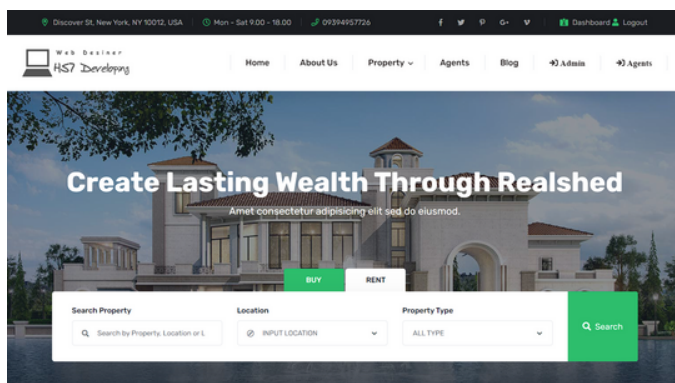 Discover St, New York, NY 10012, USA
Mon - Sat 9.00 - 18.00
09394957726
Dashboard
Logout
Web Desiner
HS7 Developing
Home
About Us
Property
Agents
Blog
Admin
Agents
Create Lasting Wealth Through Realshed
Amet consectetur adipisicing elit sed do eiusmod.
BUY
RENT
Search Property
Location
Property Type
Search by Property, Location or L
INPUT LOCATION
ALL TYPE
Search